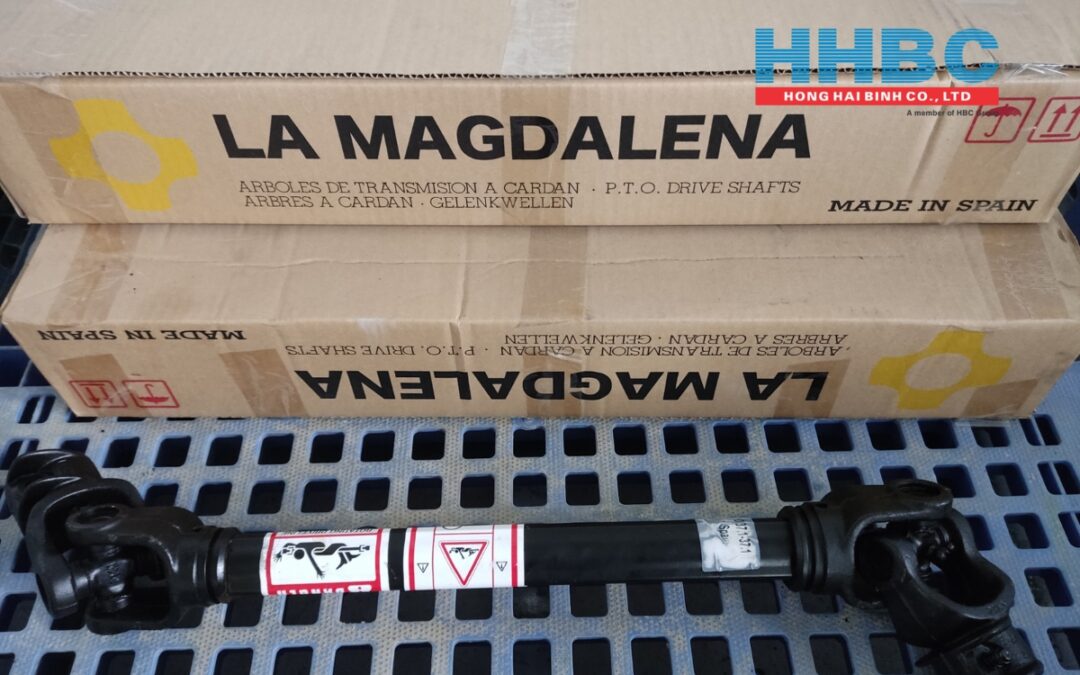 HHBC
HONG HAI BINH CO., LTD
A member of HBC
LA MAGDALENA
ARBOLES DE TRANSMISION A CARDAN · P.T.O. DRIVE SHAFTS
ARBRES A CARDAN · GELENKWELLEN
MADE IN SPAIN
MADE IN SPAIN
ARBOLES DE TRANSMISION A CARDAN · P.T.O. DRIVE SHAFTS
ARBRES A CARDAN · GELENKWELLEN
LA MAGDALENA